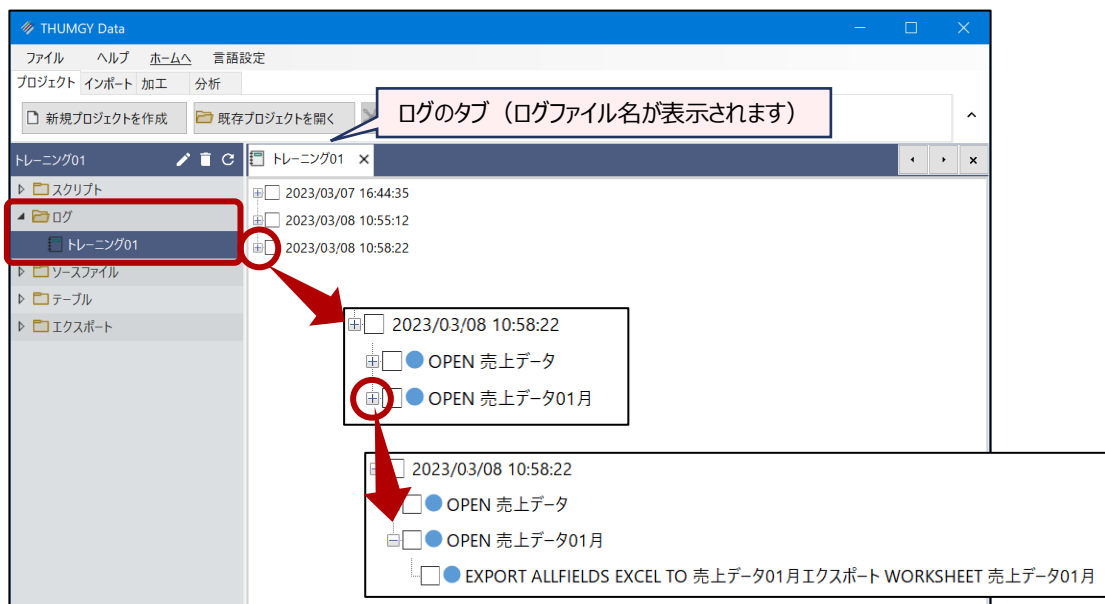 THUMGY Data
ファイル ヘルプ ホームへ 言語設定
プロジェクト インポート 加工 分析
新規プロジェクトを作成 既存プロジェクトを開く
ログのタブ（ログファイル名が表示されます）
トレーニング01
トレーニング01
スクリプト
ログ
トレーニング01
ソースファイル
テーブル
エクスポート
2023/03/07 16:44:35
2023/03/08 10:55:12
2023/03/08 10:58:22
2023/03/08 10:58:22
OPEN 売上データ
OPEN 売上データ01月
2023/03/08 10:58:22
OPEN 売上データ
OPEN 売上データ01月
EXPORT ALLFIELDS EXCEL TO 売上データ01月エクスポート WORKSHEET 売上データ01月